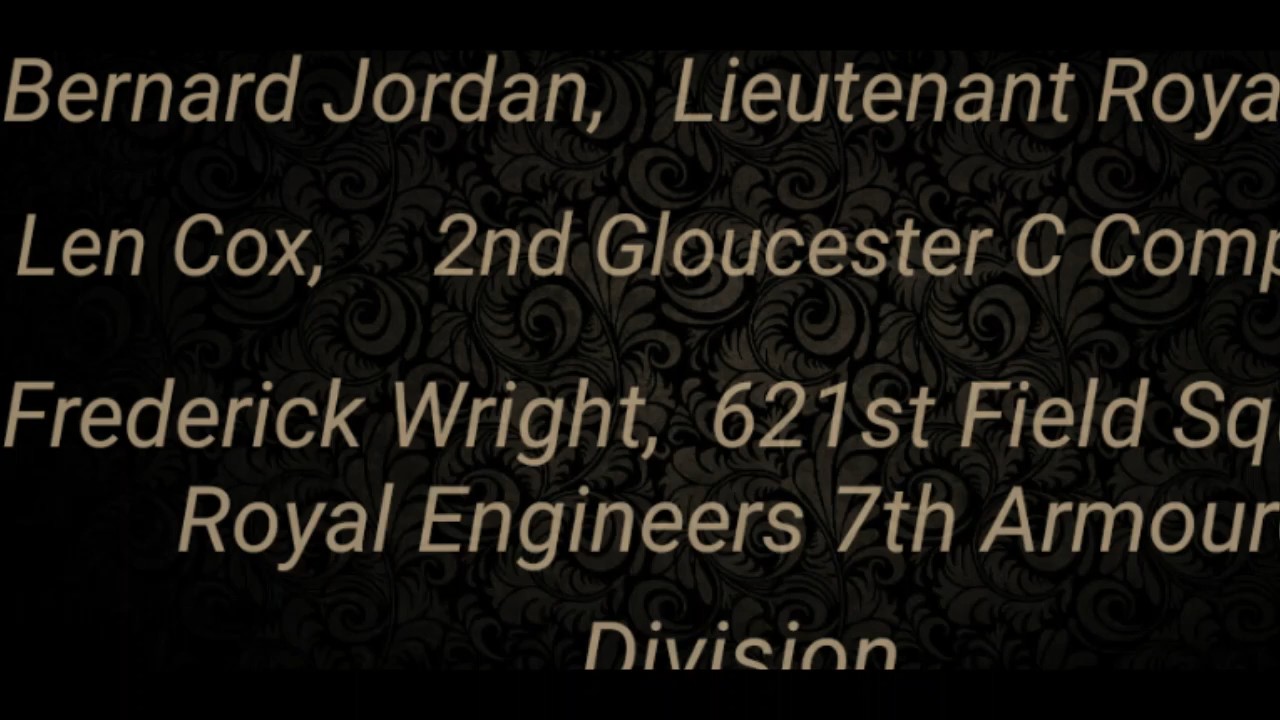 Bernard Jordan, Lieutenant Roya
Len Cox, 2nd Gloucester C Comp
Frederick Wright, 621st Field Sq
Royal Engineers 7th Armour
Division